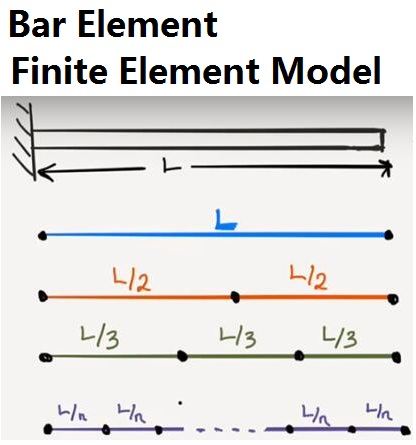 Bar Element
Finite Element Model
L
L
L/2 L/2
L/3 L/3 L/3
L/n L/n L/n L/n